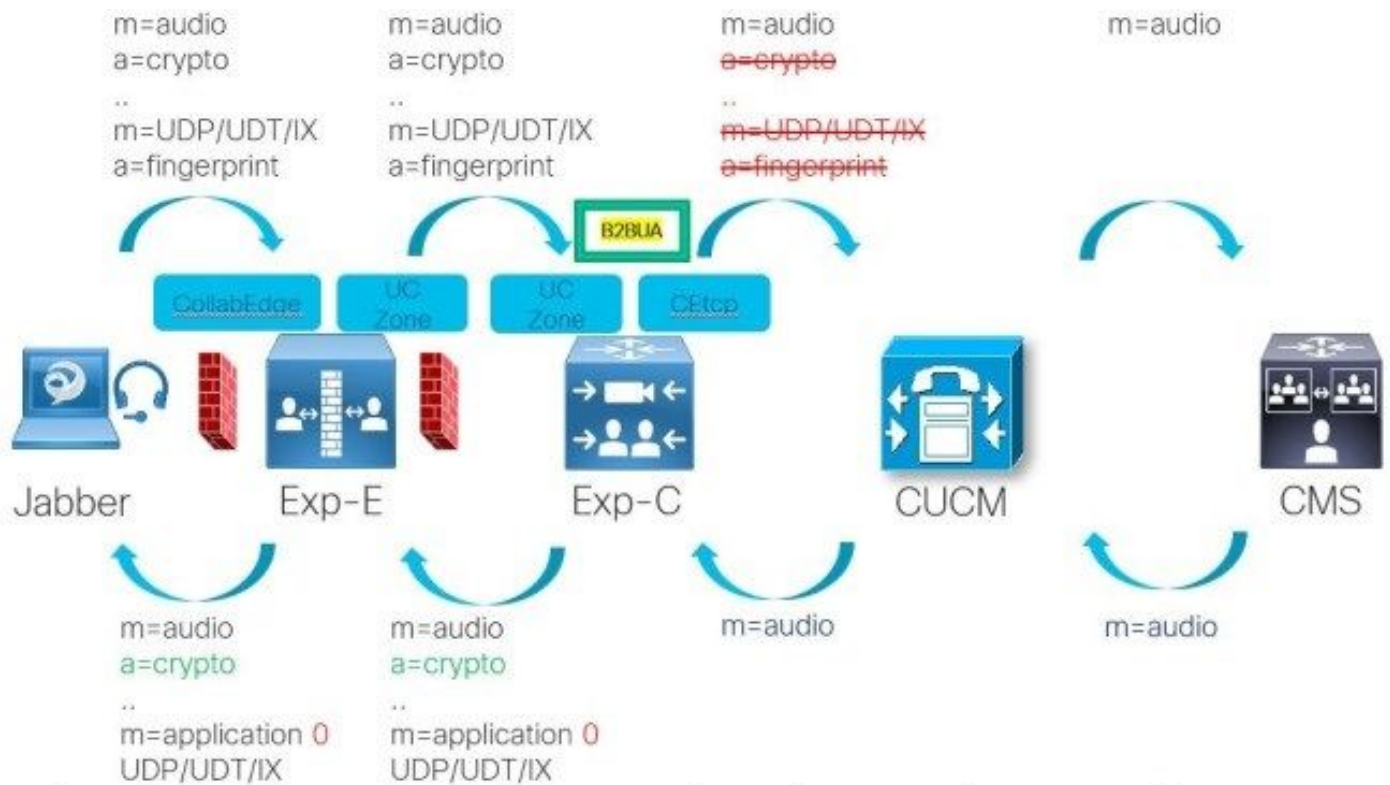 m=audio
a=crypto
..
m=UDP/UDT/IX
a=fingerprint
m=audio
a=crypto
..
m=UDP/UDT/IX
a=fingerprint
m=audio
a=crypto
..
m=UDP/UDT/IX
a=fingerprint
m=audio
B2BUA
CollabEdge
UC
Zone
UC
Zone
CEtcp
Jabber
Exp-E
Exp-C
CUCM
CMS
m=audio
a=crypto
..
m=application 0
UDP/UDT/IX
m=audio
a=crypto
..
m=application 0
UDP/UDT/IX
m=audio
m=audio